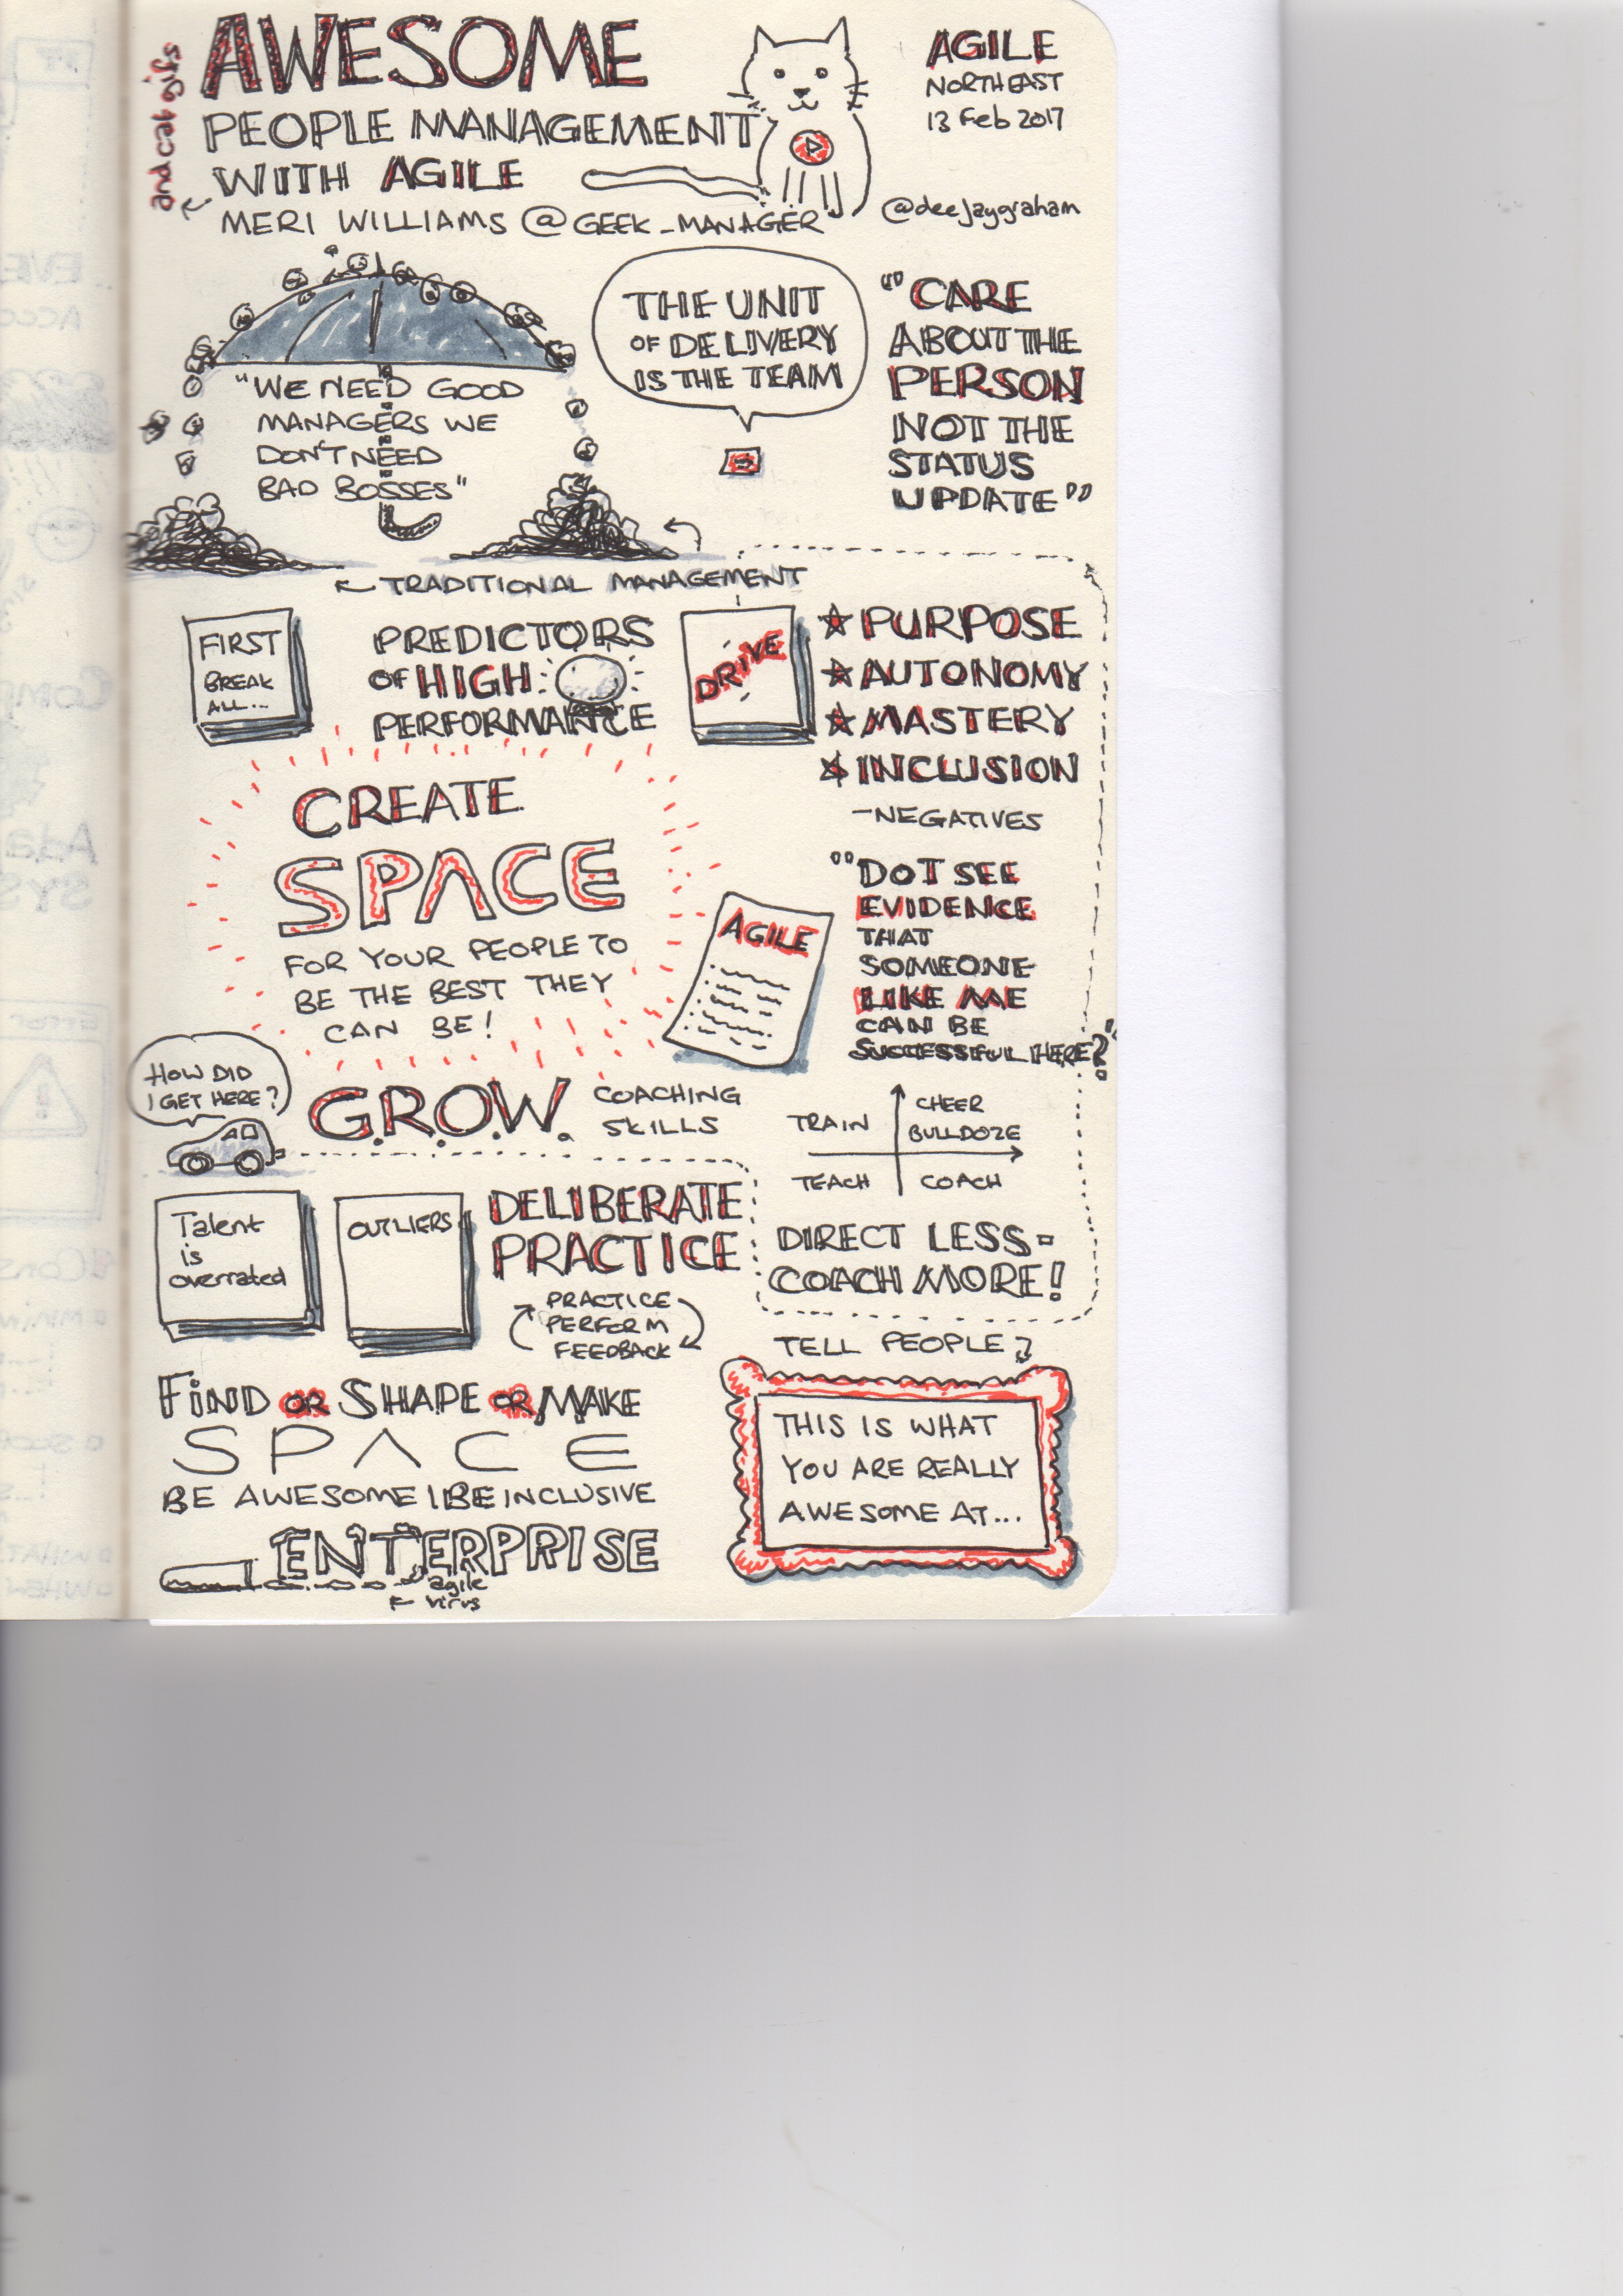 and cat gifs
AWESOME
PEOPLE MANAGEMENT
WITH AGILE
MERI WILLIAMS @GEEK_MANAGER
AGILE
NORTHEAST
13 Feb 2017
@deejaygraham
"WE NEED GOOD
MANAGERS WE
DON'T NEED
BAD BOSSES"
THE UNIT
OF DELIVERY
IS THE TEAM
"CARE
ABOUT THE
PERSON
NOT THE
STATUS
UPDATE"
TRADITIONAL MANAGEMENT
FIRST
BREAK
ALL...
PREDICTORS
OF HIGH
PERFORMANCE
DRIVE
PURPOSE
AUTONOMY
MASTERY
INCLUSION
-NEGATIVES
CREATE
SPACE
FOR YOUR PEOPLE TO
BE THE BEST THEY
CAN BE!
AGILE
"DO I SEE
EVIDENCE
THAT
SOMEONE
LIKE ME
CAN BE
SUCCESSFUL HERE?"
HOW DID
I GET HERE?
G.R.O.W.
COACHING
SKILLS
TRAIN
CHEER
BULLDOZE
TEACH
COACH
DIRECT LESS-
COACH MORE!
Talent
is
overrated
OUTLIERS
DELIBERATE
PRACTICE
PRACTICE
PERFORM
FEEDBACK
TELL PEOPLE
THIS IS WHAT
YOU ARE REALLY
AWESOME AT...
FIND OR SHAPE OR MAKE
SPACE
BE AWESOME | BE INCLUSIVE
ENTERPRISE
agile
virus